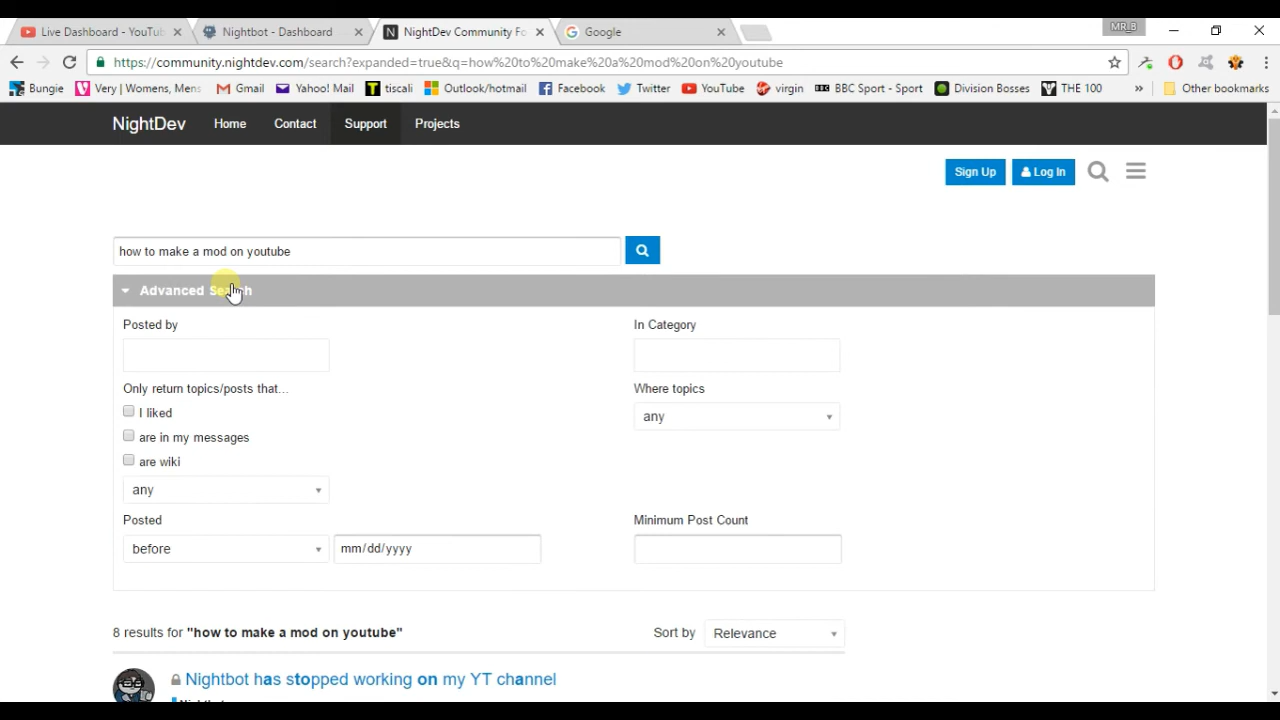 MR_B
Live Dashboard - YouTub
Nightbot - Dashboard
NightDev Community Fo
Google
https://community.nightdev.com/search?expanded=true&q=how%20to%20make%20a%20mod%20on%20youtube
Bungie
Very | Womens, Mens
Gmail
Yahoo! Mail
tiscali
Outlook/hotmail
Facebook
Twitter
YouTube
virgin
BBC Sport - Sport
Division Bosses
THE 100
»
Other bookmarks
NightDev Home Contact Support Projects
Sign Up Log In
how to make a mod on youtube
Advanced Search
Posted by
In Category
Only return topics/posts that...
Where topics
I liked
any
are in my messages
are wiki
any
Posted
Minimum Post Count
before
mm/dd/yyyy
8 results for "how to make a mod on youtube"
Sort by Relevance
Nightbot has stopped working on my YT channel